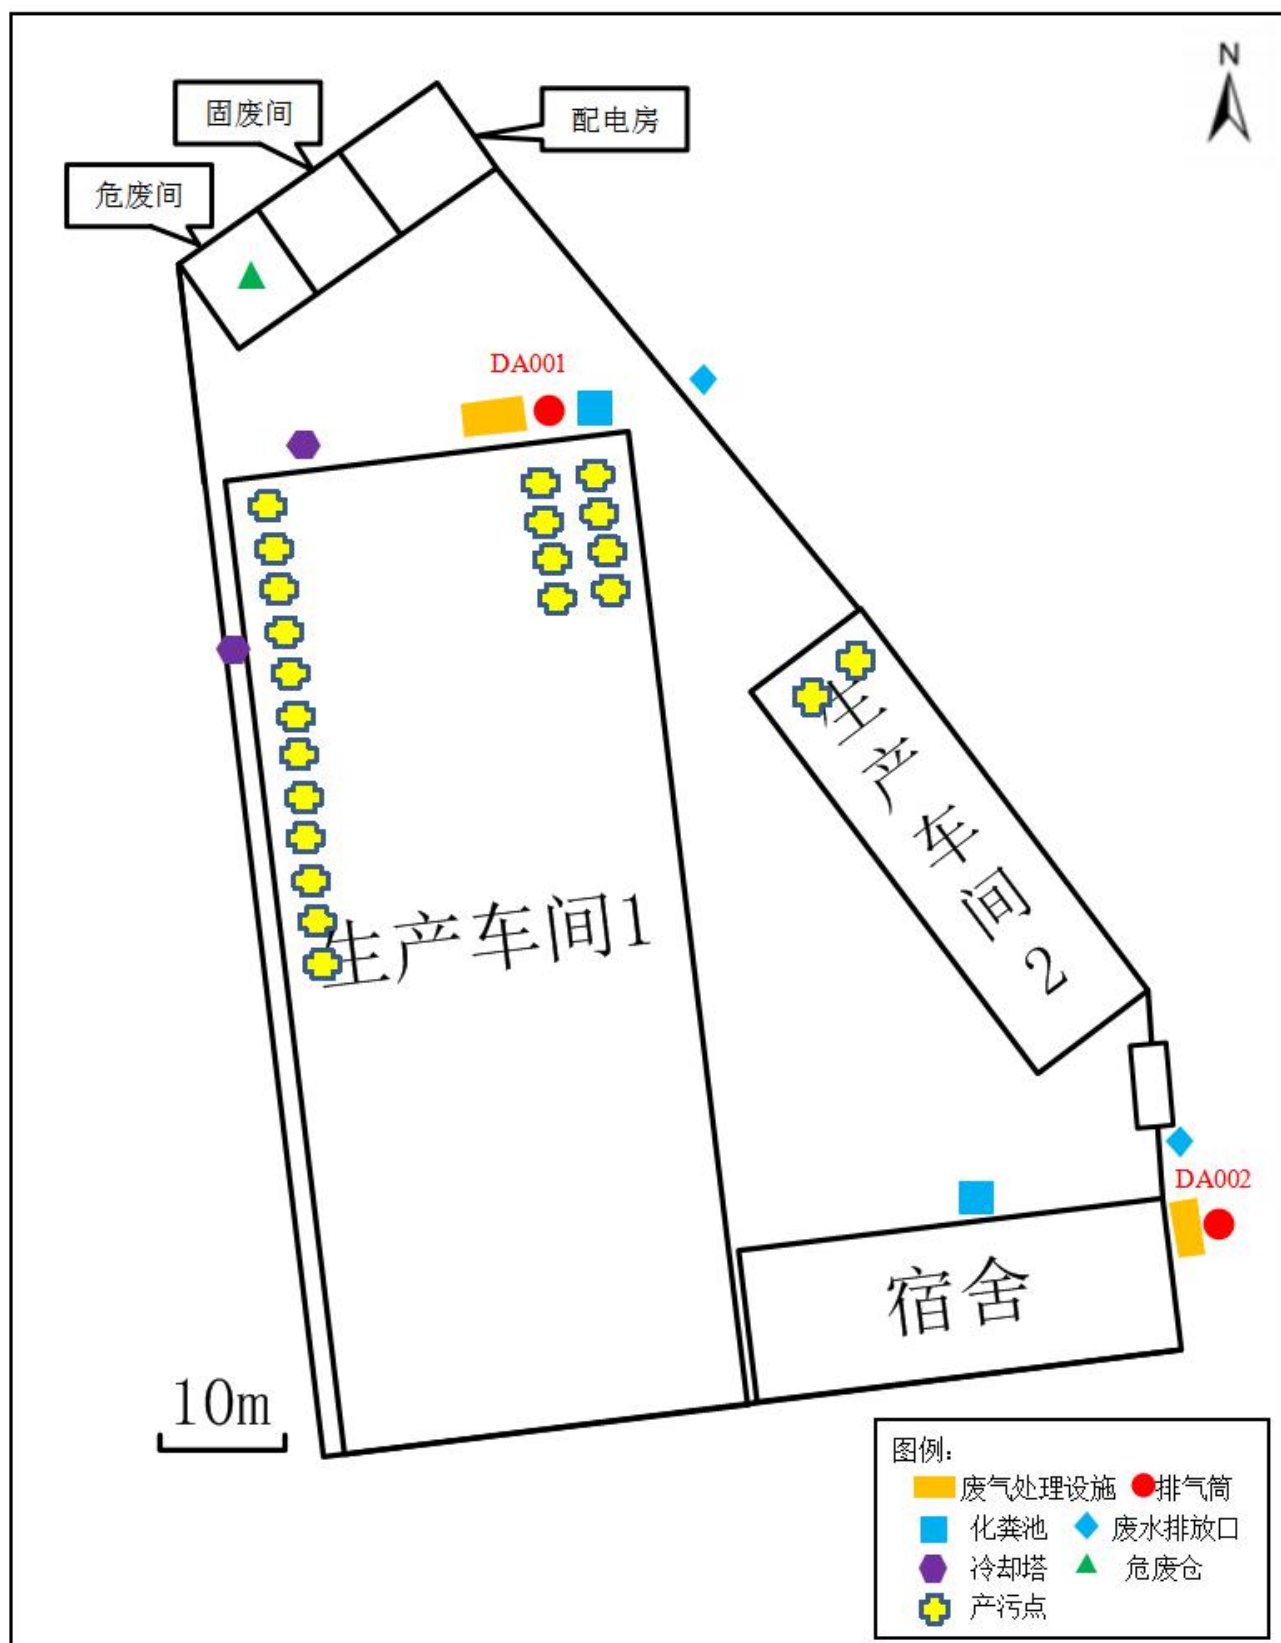 N
固废间
配电房
危废间
DA001
生产车间2
生产车间1
DA002
宿舍
10m
图例：
废气处理设施 排气筒
化粪池 废水排放口
冷却塔 危废仓
产污点